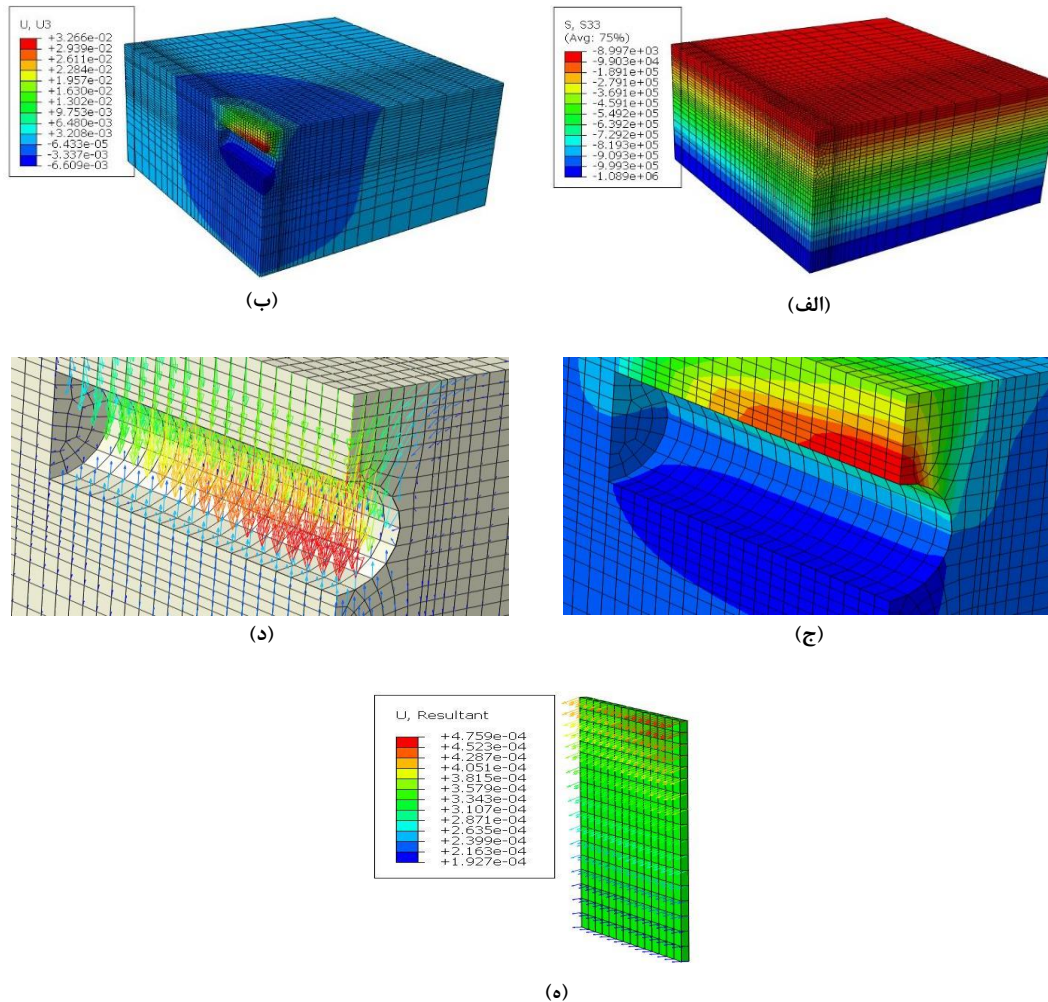 U, U3
+3.266e-02
+2.939e-02
+2.611e-02
+2.284e-02
+1.957e-02
+1.630e-02
+1.302e-02
+9.753e-03
+6.480e-03
+3.208e-03
-6.433e-05
-3.337e-03
-6.609e-03
(ب)
S, S33
(Avg: 75%)
-8.997e+03
-9.903e+04
-1.891e+05
-2.791e+05
-3.691e+05
-4.591e+05
-5.492e+05
-6.392e+05
-7.292e+05
-8.193e+05
-9.093e+05
-9.993e+05
-1.089e+06
(الف)
(د)
(ج)
U, Resultant
+4.759e-04
+4.523e-04
+4.287e-04
+4.051e-04
+3.815e-04
+3.579e-04
+3.343e-04
+3.107e-04
+2.871e-04
+2.635e-04
+2.399e-04
+2.163e-04
+1.927e-04
(ه)